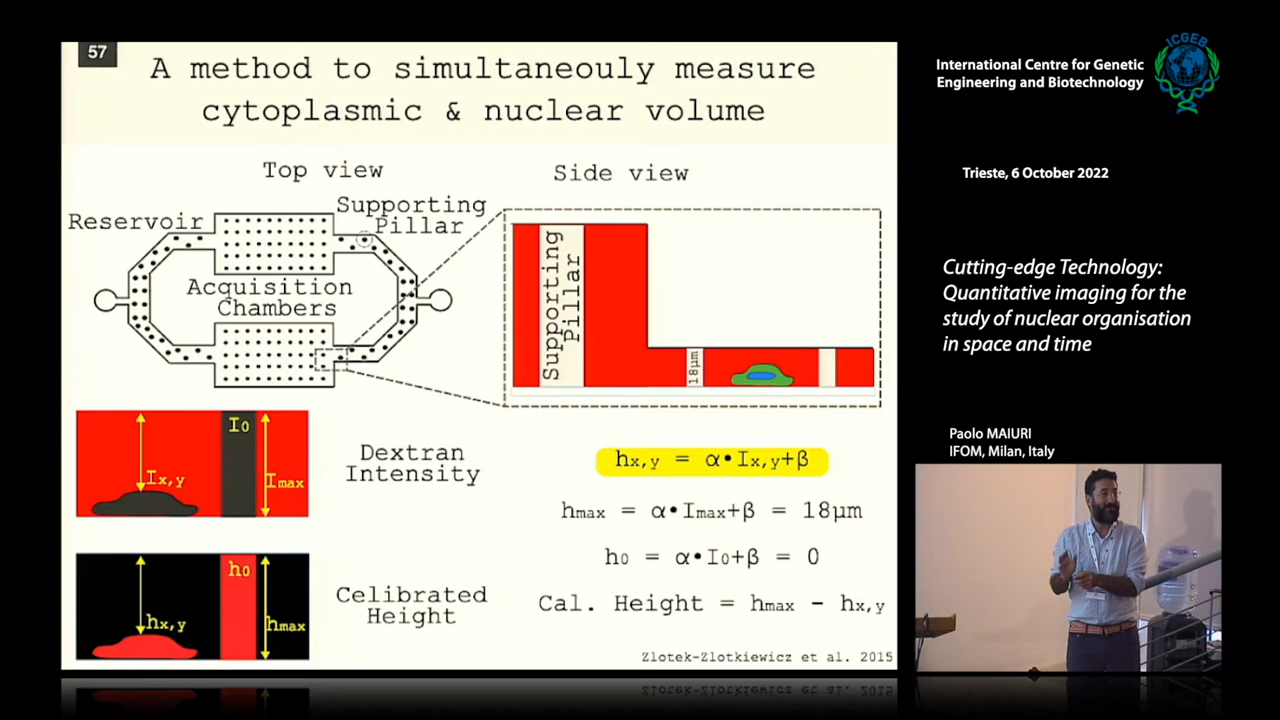 57
A method to simultaneouly measure
cytoplasmic & nuclear volume
Top view
Side view
Reservoir
Supporting
Pillar
Acquisition
Chambers
Supporting
Pillar
18μm
I0
Ix,y
Imax
Dextran
Intensity
hx,y = α•Ix,y+β
hmax = α•Imax+β = 18μm
h0 = α•I0+β = 0
h0
hx,y
hmax
Celibrated
Height
Cal. Height = hmax - hx,y
Zlotek-Zlotkiewicz et al. 2015
International Centre for Genetic
Engineering and Biotechnology
ICGEB
Trieste, 6 October 2022
Cutting-edge Technology:
Quantitative imaging for the
study of nuclear organisation
in space and time
Paolo MAIURI
IFOM, Milan, Italy